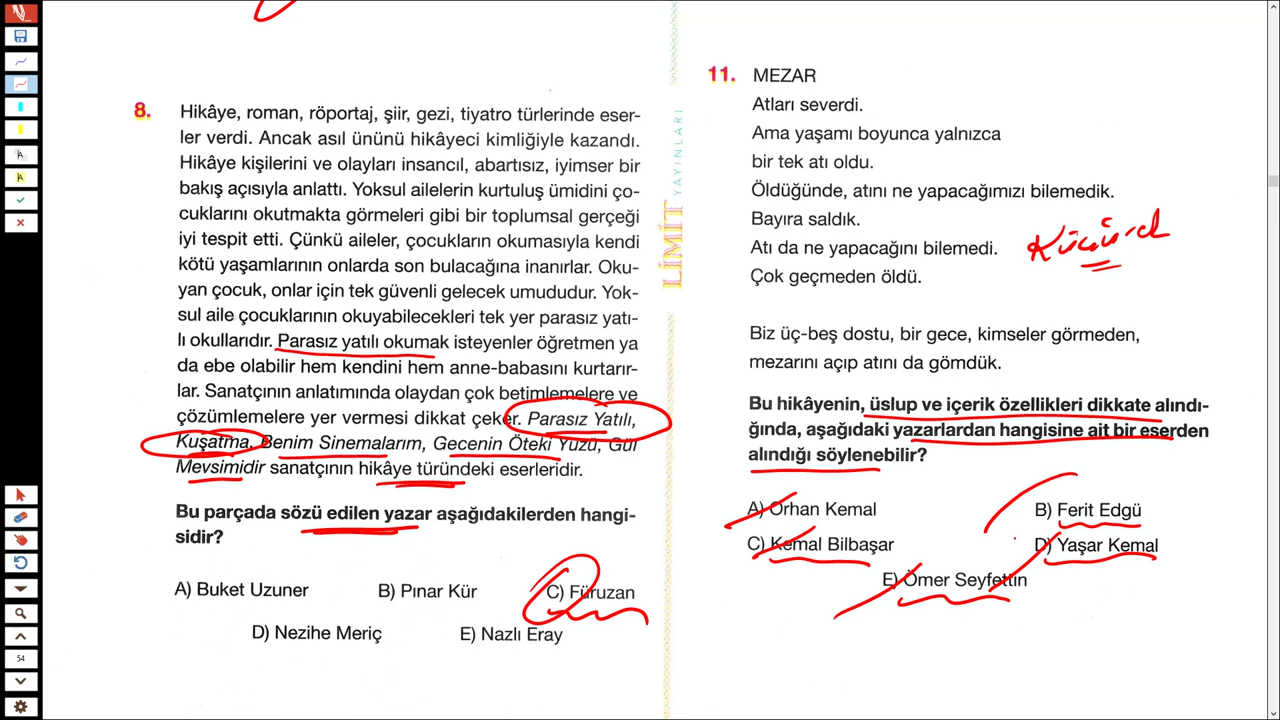 8. Hikâye, roman, röportaj, şiir, gezi, tiyatro türlerinde eser-
ler verdi. Ancak asıl ününü hikâyeci kimliğiyle kazandı.
Hikâye kişilerini ve olayları insancıl, abartısız, iyimser bir
bakış açısıyla anlattı. Yoksul ailelerin kurtuluş ümidini ço-
cuklarını okutmakta görmeleri gibi bir toplumsal gerçeği
iyi tespit etti. Çünkü aileler, çocukların okumasıyla kendi
kötü yaşamlarının onlarda son bulacağına inanırlar. Oku-
yan çocuk, onlar için tek güvenli gelecek umududur. Yok-
sul aile çocuklarının okuyabilecekleri tek yer parasız yatı-
lı okullarıdır. Parasız yatılı okumak isteyenler öğretmen ya
da ebe olabilir hem kendini hem anne-babasını kurtarır-
lar. Sanatçının anlatımında olaydan çok betimlemelere ve
çözümlemelere yer vermesi dikkat çeker. Parasız Yatılı,
Kuşatma, Benim Sinemalarım, Gecenin Öteki Yüzü, Gül
Mevsimidir sanatçının hikâye türündeki eserleridir.
Bu parçada sözü edilen yazar aşağıdakilerden hangi-
sidir?
A) Buket Uzuner B) Pınar Kür C) Füruzan
D) Nezihe Meriç E) Nazlı Eray
LİMİT YAYINLARI
11. MEZAR
Atları severdi.
Ama yaşamı boyunca yalnızca
bir tek atı oldu.
Öldüğünde, atını ne yapacağımızı bilemedik.
Bayıra saldık.
Atı da ne yapacağını bilemedi.
Çok geçmeden öldü.
Biz üç-beş dostu, bir gece, kimseler görmeden,
mezarını açıp atını da gömdük.
Bu hikâyenin, üslup ve içerik özellikleri dikkate alındı-
ğında, aşağıdaki yazarlardan hangisine ait bir eserden
alındığı söylenebilir?
A) Orhan Kemal B) Ferit Edgü
C) Kemal Bilbaşar D) Yaşar Kemal
E) Ömer Seyfettin
54